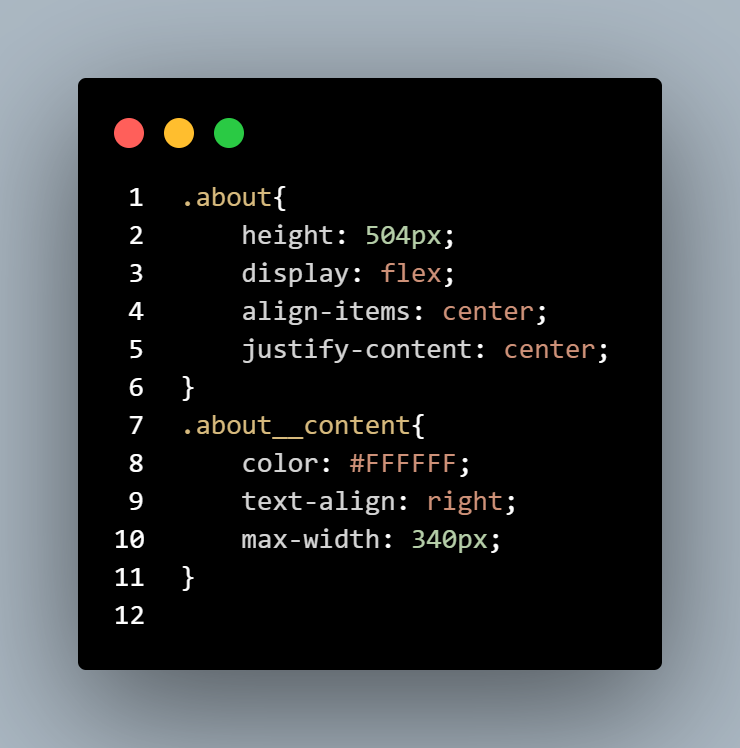 1 .about{
2     height: 504px;
3     display: flex;
4     align-items: center;
5     justify-content: center;
6 }
7 .about__content{
8     color: #FFFFFF;
9     text-align: right;
10     max-width: 340px;
11 }
12